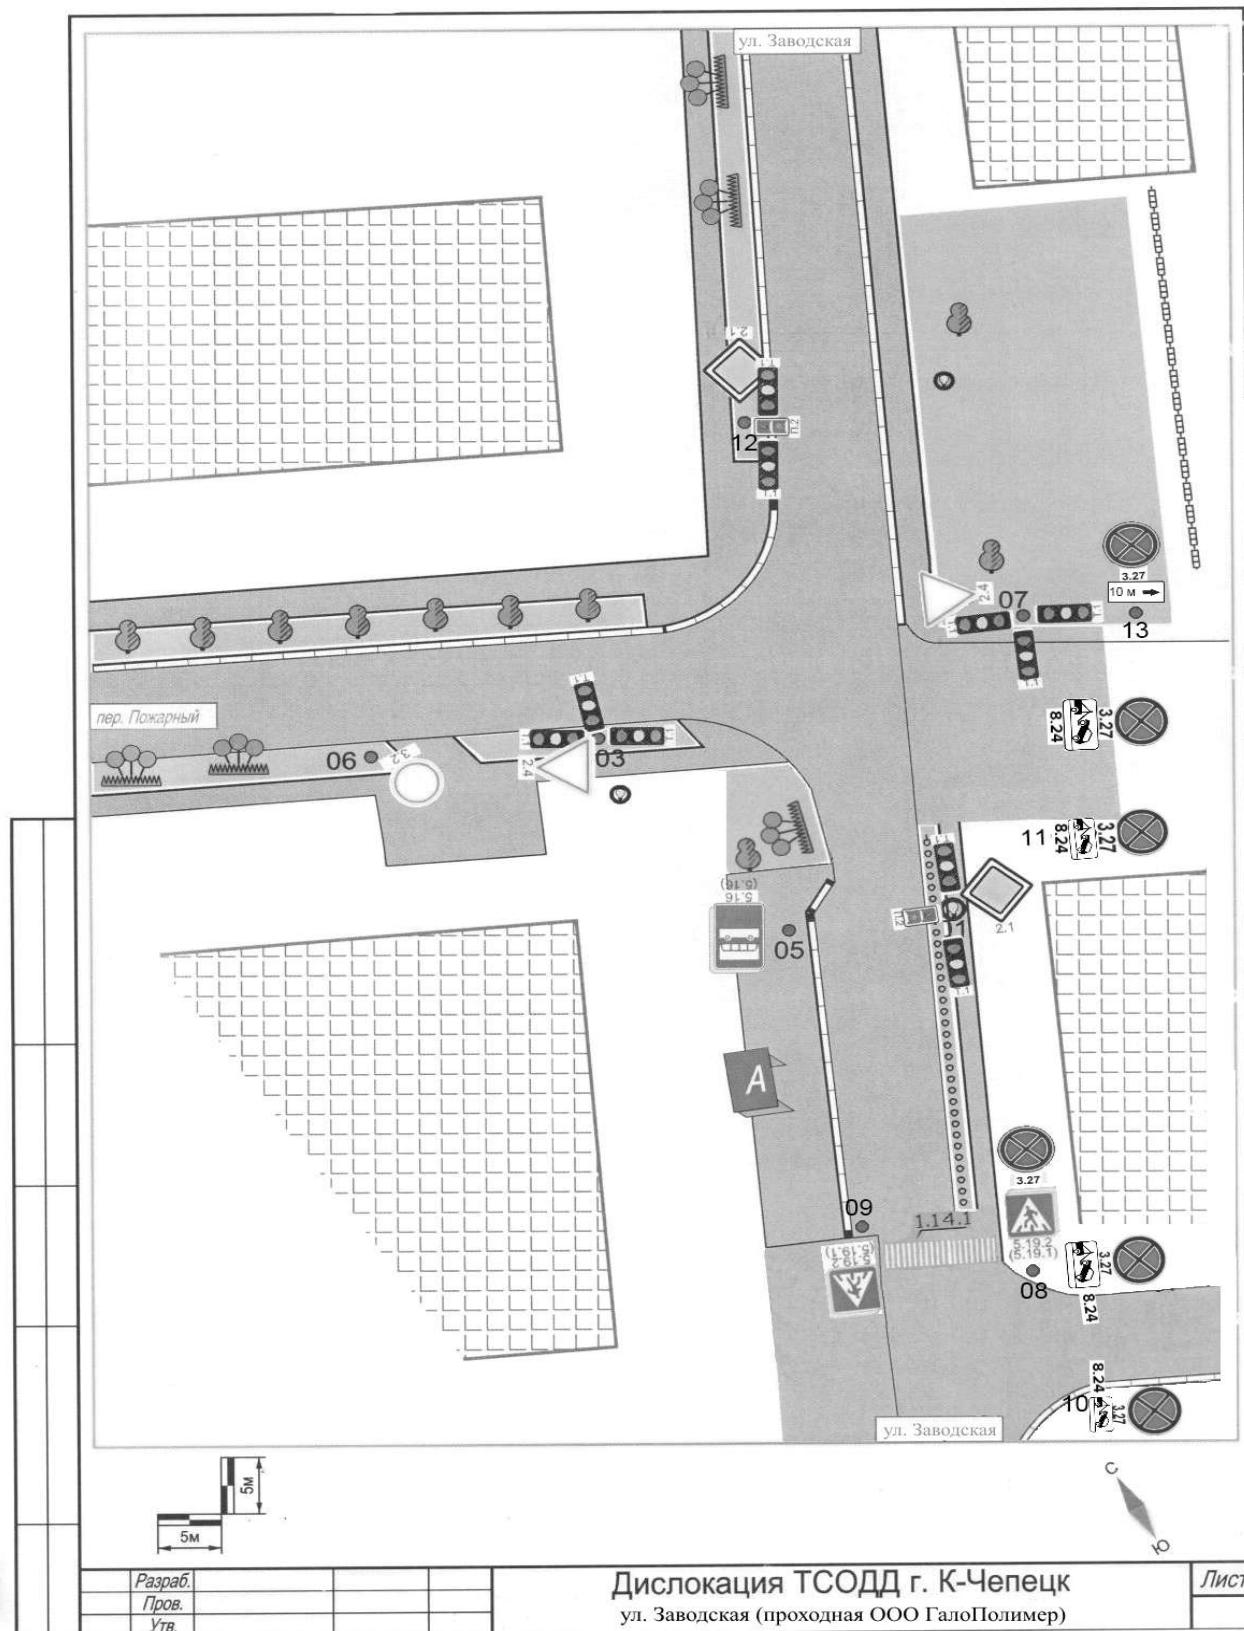 ул. Заводская
2.1
12
П.2
Т.1
Т.1
3.27
10 м
13
2.4
07
Т.1
Т.1
Т.1
3.27
8.24
пер. Пожарный
Т.1
Т.1
Т.1
03
2.4
06
3.2
11
3.27
8.24
Т.1
П.2
01
2.1
Т.1
(5.16)
5.16
05
А
3.27
5.19.2
(5.19.1)
08
09
1.14.1
(5.19.1)
5.19.2
3.27
8.24
8.24
10
3.27
ул. Заводская
5м
5м
С
Ю
Разраб.
Пров.
Утв.
Дислокация ТСОДД г. К-Чепецк
ул. Заводская (проходная ООО ГалоПолимер)
Лист